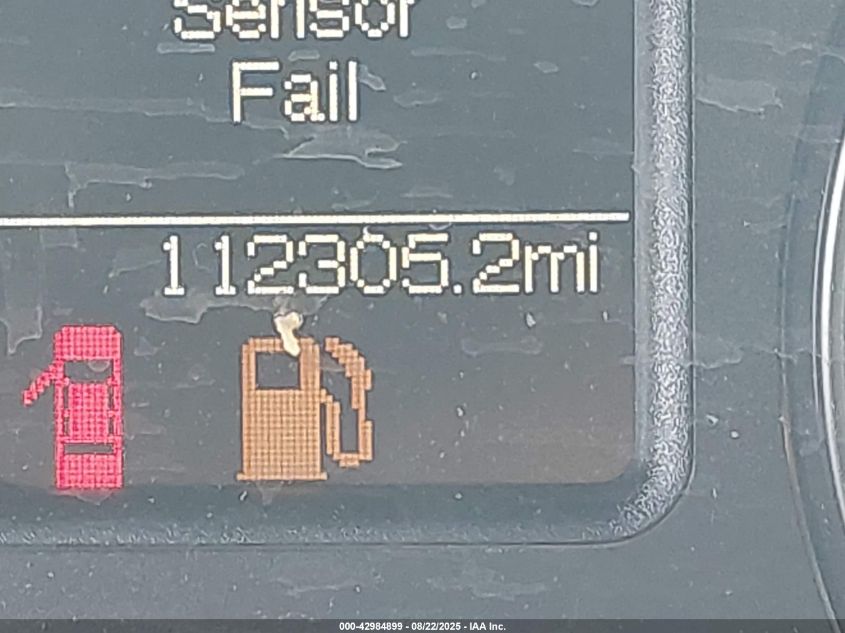 Sensor
Fail
112305.2mi
000-42984899 - 08/22/2025 - IAA Inc.